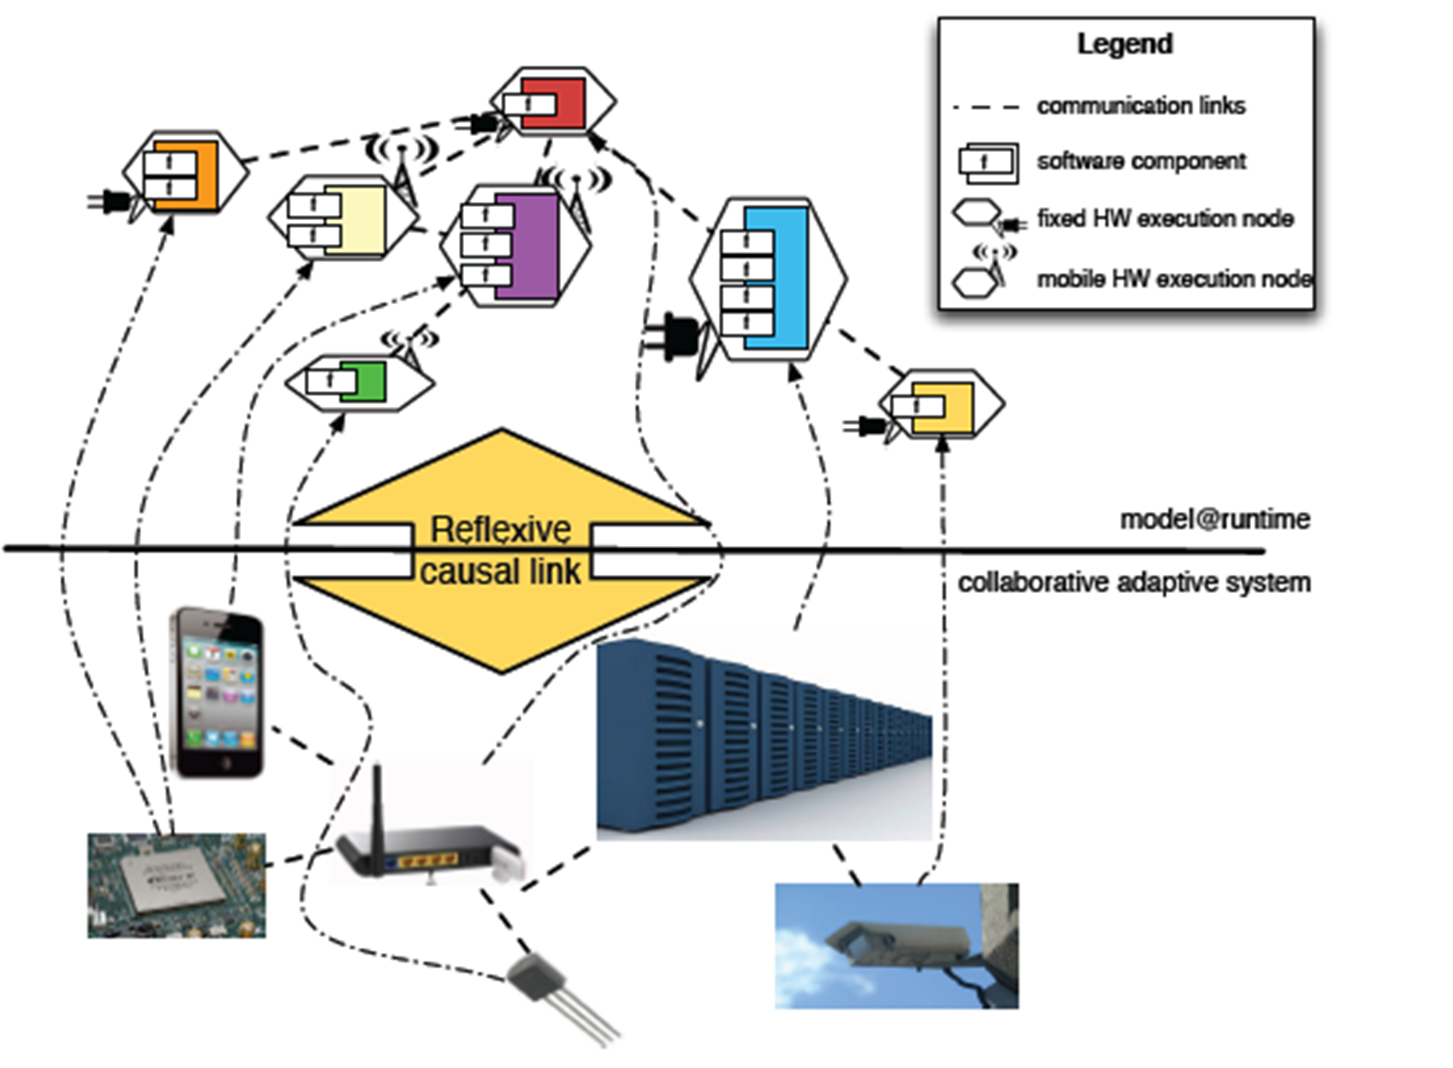 Legend
communication links
f
software component
fixed HW execution node
mobile HW execution node
f
f
f
f
f
f
f
f
f
f
f
f
f
f
Reflexive
causal link
model@runtime
collaborative adaptive system